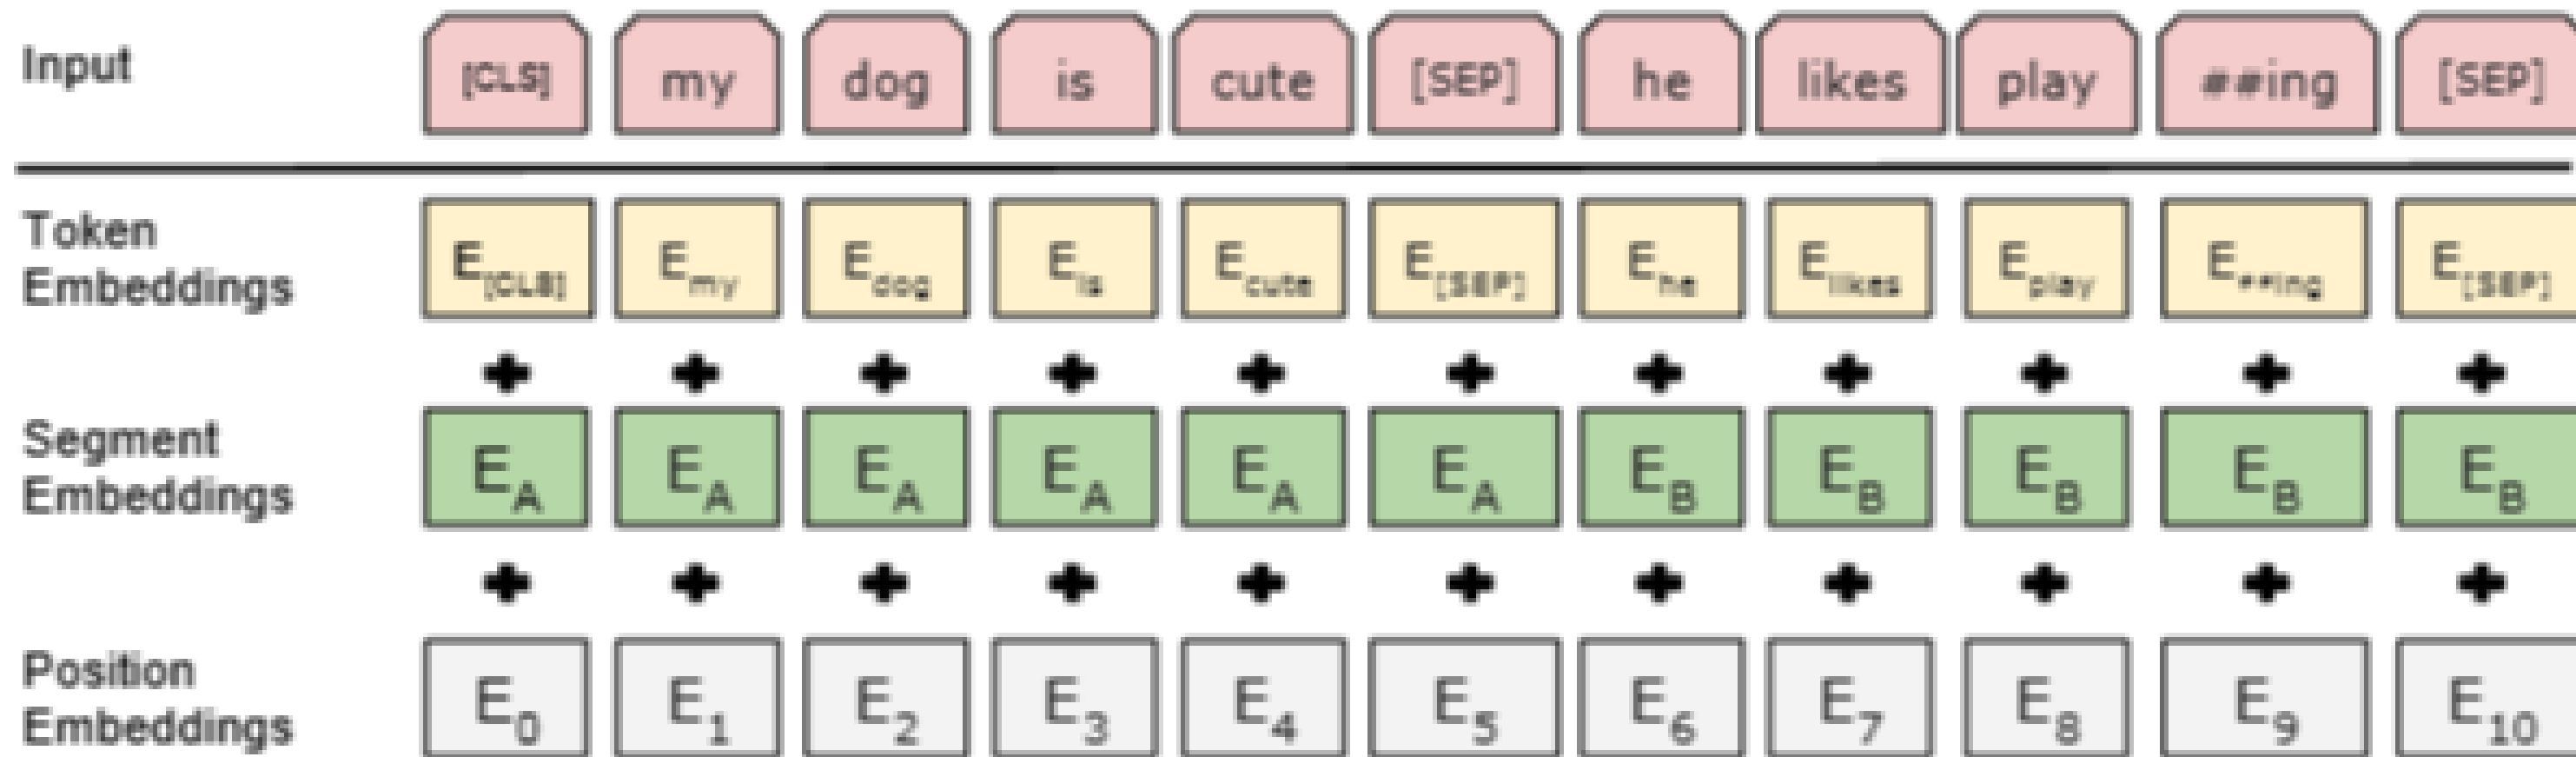 Input [CLS] my dog is cute [SEP] he likes play ##ing [SEP]
Token
Embeddings E[CLS] Emy Edog Eis Ecute E[SEP] Ehe Elikes Eplay E##ing E[SEP]
Segment
Embeddings EA EA EA EA EA EA EB EB EB EB EB
Position
Embeddings E0 E1 E2 E3 E4 E5 E6 E7 E8 E9 E10